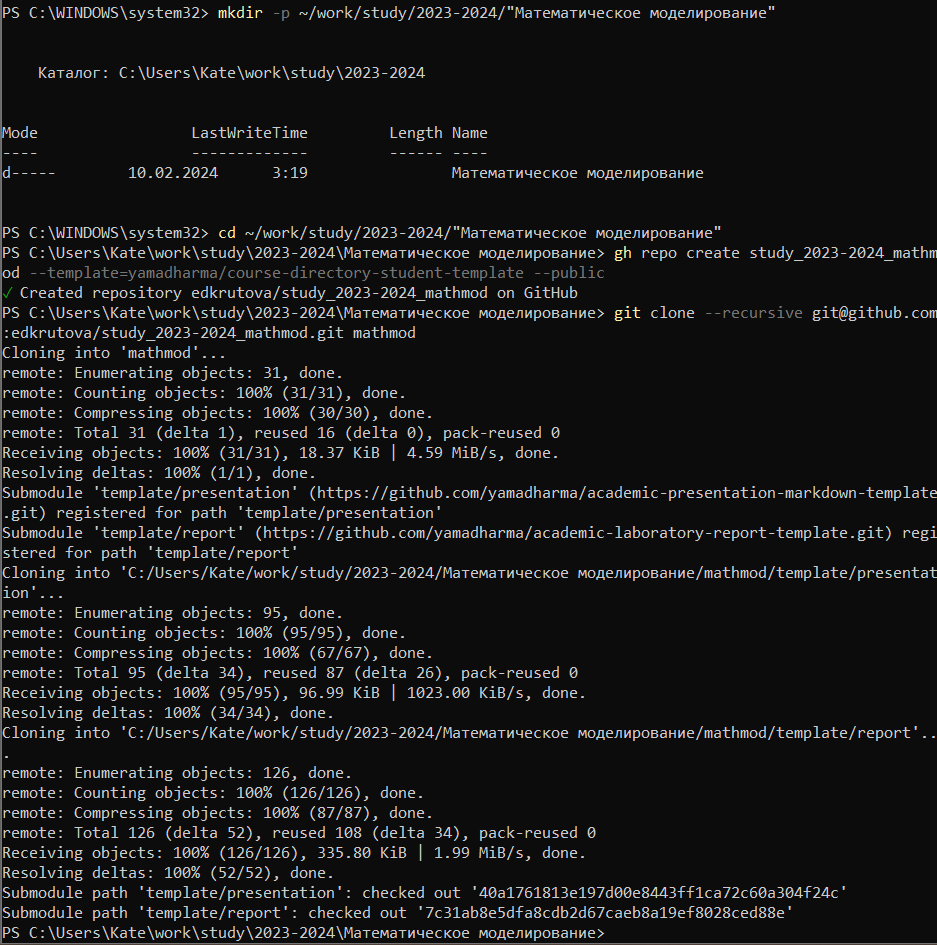 PS C:\WINDOWS\system32> mkdir -p ~/work/study/2023-2024/"Математическое моделирование"
Каталог: C:\Users\Kate\work\study\2023-2024
Mode LastWriteTime Length Name
---- ------------- ------ ----
d----- 10.02.2024 3:19 Математическое моделирование
PS C:\WINDOWS\system32> cd ~/work/study/2023-2024/"Математическое моделирование"
PS C:\Users\Kate\work\study\2023-2024\Математическое моделирование> gh repo create study_2023-2024_mathm
od --template=yamadharma/course-directory-student-template --public
✓ Created repository edkrutova/study_2023-2024_mathmod on GitHub
PS C:\Users\Kate\work\study\2023-2024\Математическое моделирование> git clone --recursive git@github.com
:edkrutova/study_2023-2024_mathmod.git mathmod
Cloning into 'mathmod'...
remote: Enumerating objects: 31, done.
remote: Counting objects: 100% (31/31), done.
remote: Compressing objects: 100% (30/30), done.
remote: Total 31 (delta 1), reused 16 (delta 0), pack-reused 0
Receiving objects: 100% (31/31), 18.37 KiB | 4.59 MiB/s, done.
Resolving deltas: 100% (1/1), done.
Submodule 'template/presentation' (https://github.com/yamadharma/academic-presentation-markdown-template
.git) registered for path 'template/presentation'
Submodule 'template/report' (https://github.com/yamadharma/academic-laboratory-report-template.git) regi
stered for path 'template/report'
Cloning into 'C:/Users/Kate/work/study/2023-2024/Математическое моделирование/mathmod/template/presentat
ion'...
remote: Enumerating objects: 95, done.
remote: Counting objects: 100% (95/95), done.
remote: Compressing objects: 100% (67/67), done.
remote: Total 95 (delta 34), reused 87 (delta 26), pack-reused 0
Receiving objects: 100% (95/95), 96.99 KiB | 1023.00 KiB/s, done.
Resolving deltas: 100% (34/34), done.
Cloning into 'C:/Users/Kate/work/study/2023-2024/Математическое моделирование/mathmod/template/report'..
.
remote: Enumerating objects: 126, done.
remote: Counting objects: 100% (126/126), done.
remote: Compressing objects: 100% (87/87), done.
remote: Total 126 (delta 52), reused 108 (delta 34), pack-reused 0
Receiving objects: 100% (126/126), 335.80 KiB | 1.99 MiB/s, done.
Resolving deltas: 100% (52/52), done.
Submodule path 'template/presentation': checked out '40a1761813e197d00e8443ff1ca72c60a304f24c'
Submodule path 'template/report': checked out '7c31ab8e5dfa8cdb2d67caeb8a19ef8028ced88e'
PS C:\Users\Kate\work\study\2023-2024\Математическое моделирование>